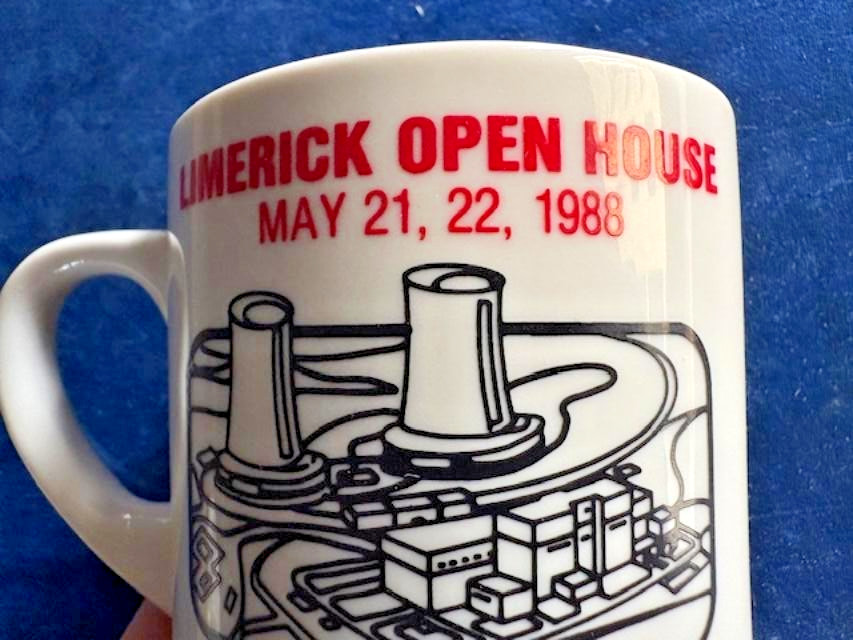 LIMERICK OPEN HOUSE
MAY 21, 22, 1988